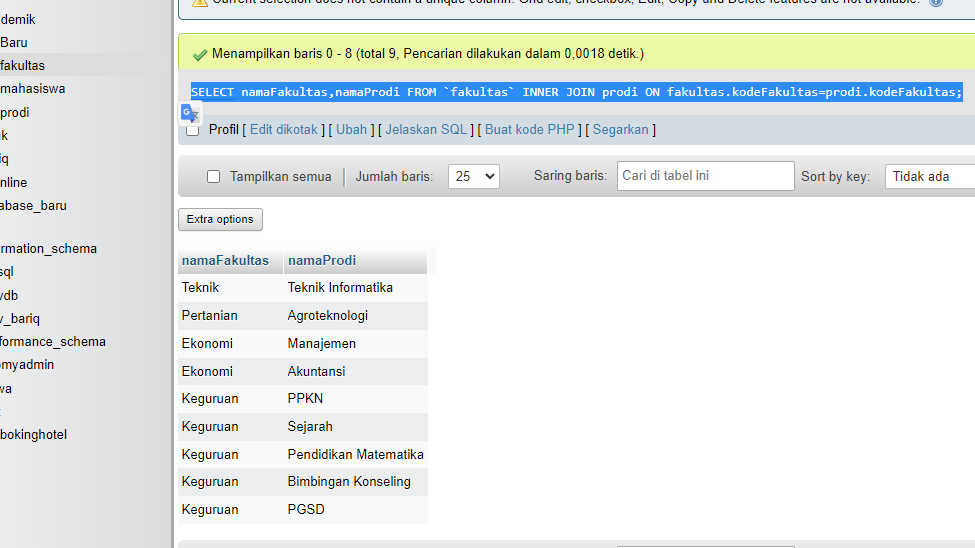 Current selection does not contain a unique column. Grid edit, checkbox, Edit, Copy and Delete features are not available.
demik
Baru
fakultas
mahasiswa
prodi
k
iq
nline
abase_baru
rmation_schema
sql
vdb
v_bariq
formance_schema
omyadmin
wa
bokinghotel
Menampilkan baris 0 - 8 (total 9, Pencarian dilakukan dalam 0,0018 detik.)
SELECT namaFakultas,namaProdi FROM `fakultas` INNER JOIN prodi ON fakultas.kodeFakultas=prodi.kodeFakultas;
Profil [ Edit dikotak ] [ Ubah ] [ Jelaskan SQL ] [ Buat kode PHP ] [ Segarkan ]
Tampilkan semua Jumlah baris: 25 Saring baris: Cari di tabel ini Sort by key: Tidak ada
Extra options
namaFakultas namaProdi
Teknik Teknik Informatika
Pertanian Agroteknologi
Ekonomi Manajemen
Ekonomi Akuntansi
Keguruan PPKN
Keguruan Sejarah
Keguruan Pendidikan Matematika
Keguruan Bimbingan Konseling
Keguruan PGSD